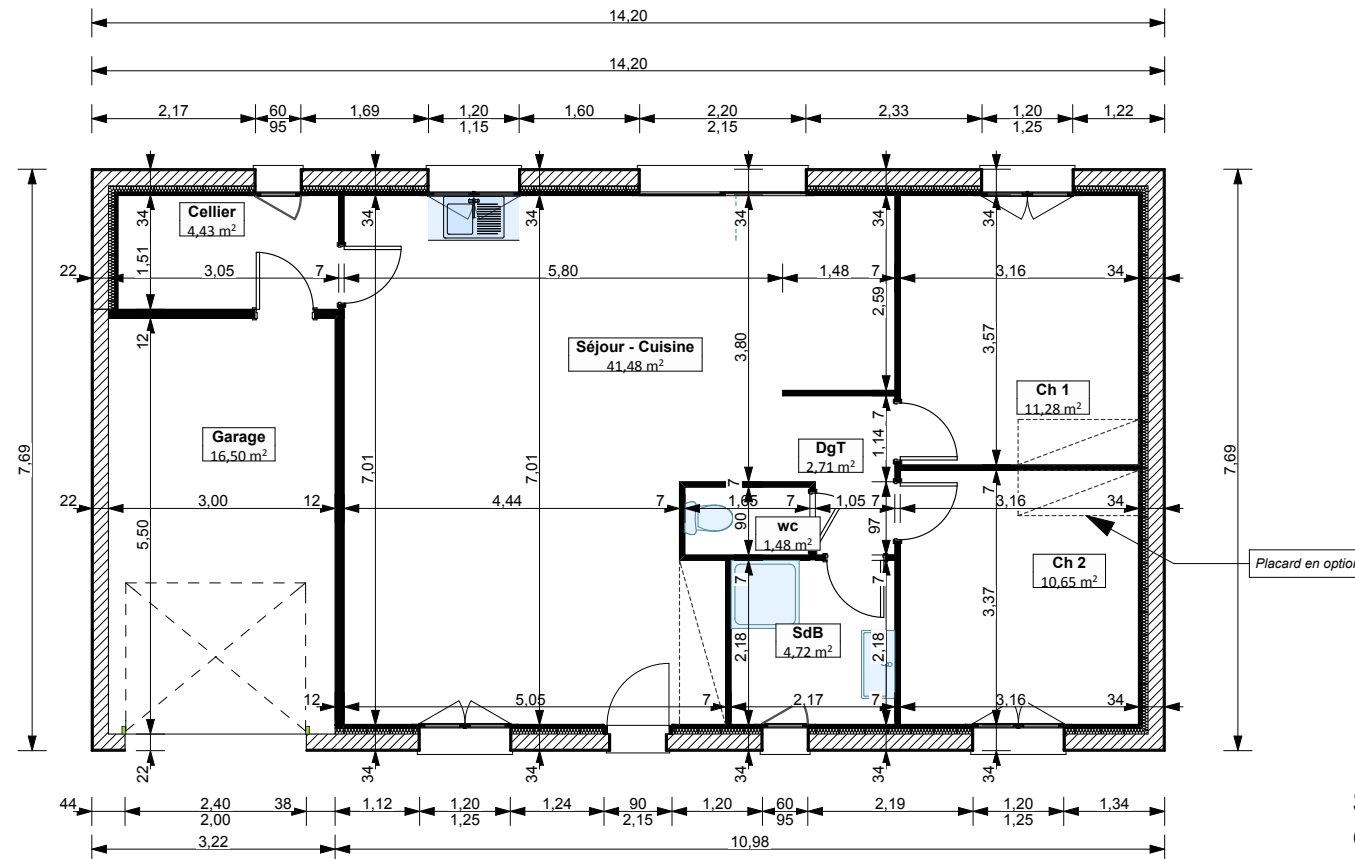 14,20
14,20
2,17 60 1,69 1,20 1,60 2,20 2,33 1,20 1,22
95 1,15 2,15 1,25
34 34 34 34 34 34
Cellier
4,43 m²
1,51
22 3,05 7 5,80 1,48 7 3,16 34
2,59
12
Séjour - Cuisine
41,48 m²
3,80
3,57
Ch 1
11,28 m²
7
Garage
16,50 m²
DgT
2,71 m²
1,14
7,69
7,01
7,01
7,69
7
7
22 3,00 12 4,44 7 1,65 7 1,05 7 3,16 34
5,50
90
97
wc
1,48 m²
Ch 2
10,65 m²
Placard en option
7
7
3,37
SdB
4,72 m²
2,18
2,18
12 5,05 7 2,17 7 3,16 34
22 34 34 34 34 34
44 2,40 38 1,12 1,20 1,24 90 1,20 60 2,19 1,20 1,34
2,00 1,25 2,15 95 1,25
3,22 10,98